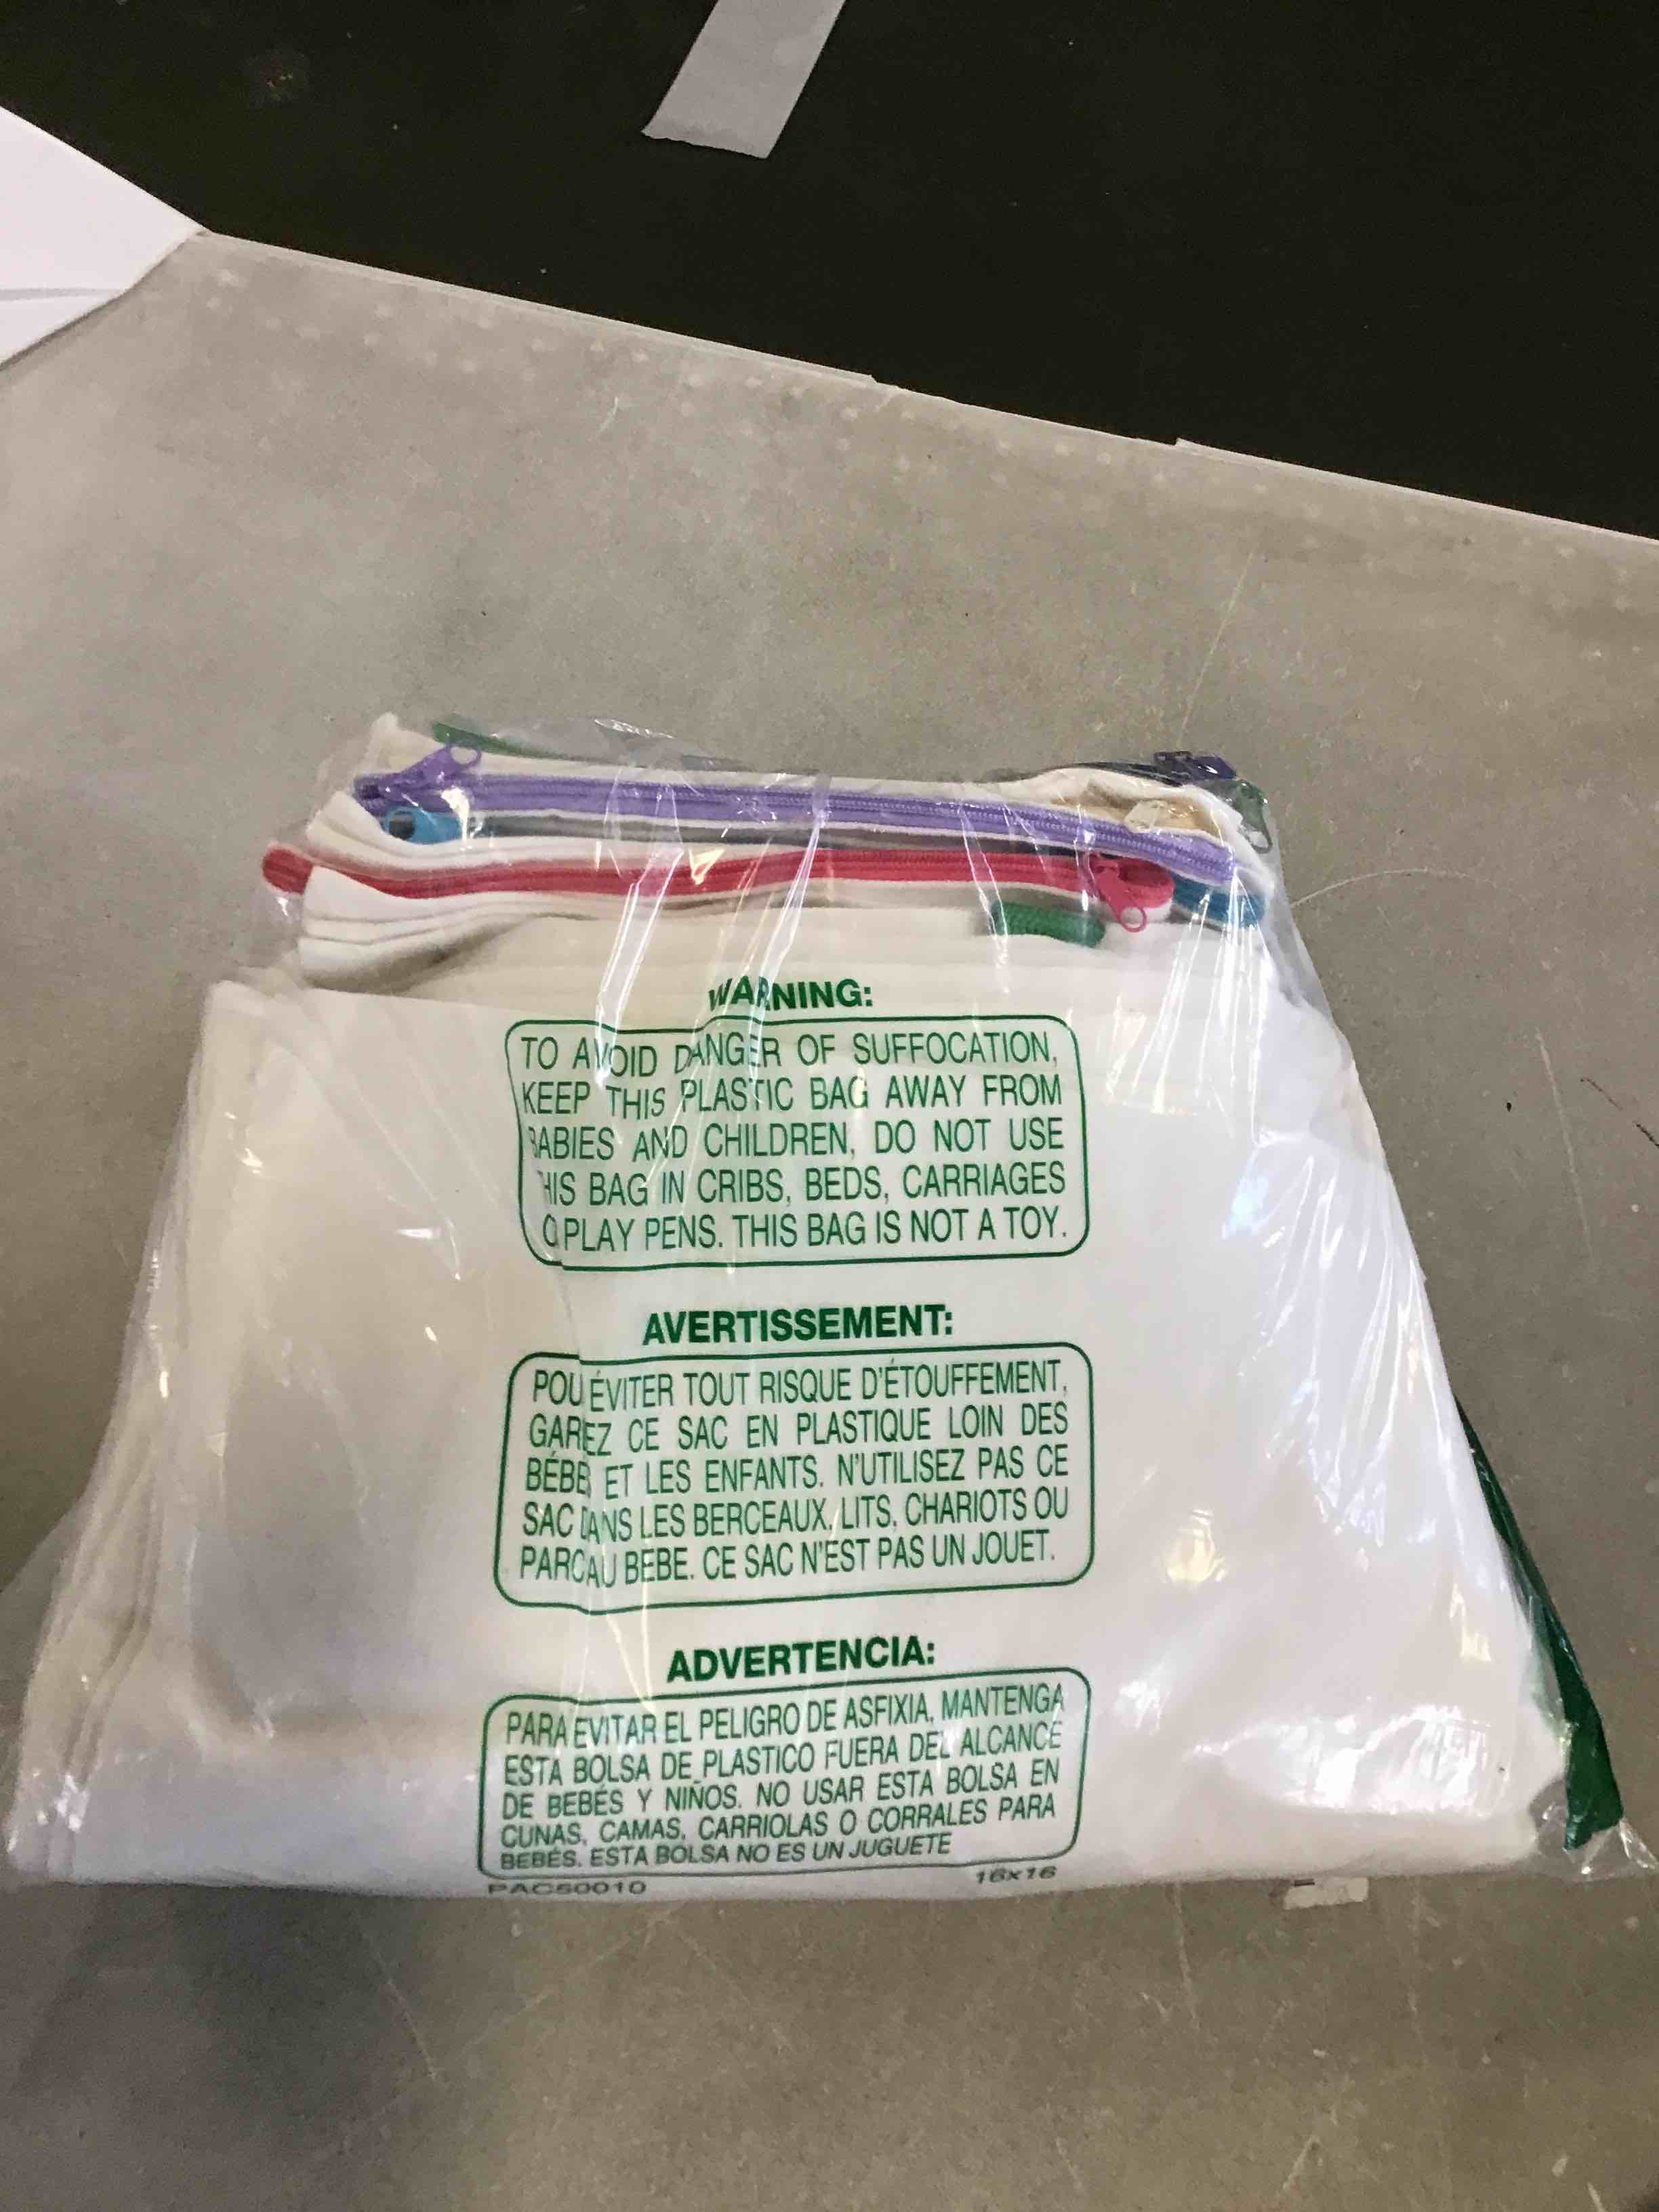 WARNING:
TO AVOID DANGER OF SUFFOCATION,
KEEP THIS PLASTIC BAG AWAY FROM
BABIES AND CHILDREN, DO NOT USE
HIS BAG IN CRIBS, BEDS, CARRIAGES
O PLAY PENS. THIS BAG IS NOT A TOY.
AVERTISSEMENT:
POU ÉVITER TOUT RISQUE D'ÉTOUFFEMENT,
GAREZ CE SAC EN PLASTIQUE LOIN DES
BÉBE ET LES ENFANTS. N'UTILISEZ PAS CE
SAC DANS LES BERCEAUX, LITS, CHARIOTS OU
PARC AU BEBE. CE SAC N'EST PAS UN JOUET.
ADVERTENCIA:
PARA EVITAR EL PELIGRO DE ASFIXIA, MANTENGA
ESTA BOLSA DE PLASTICO FUERA DEL ALCANCE
DE BEBÉS Y NIÑOS. NO USAR ESTA BOLSA EN
CUNAS, CAMAS, CARRIOLAS O CORRALES PARA
BEBÉS. ESTA BOLSA NO ES UN JUGUETE
PAC50010 16x16